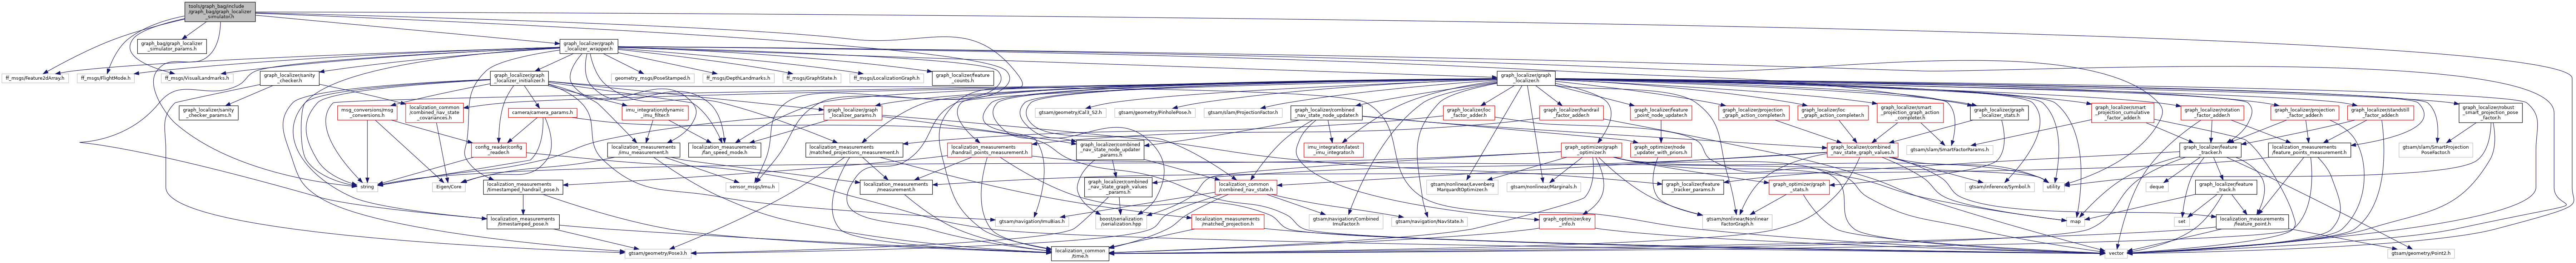 tools/graph_bag/include
/graph_bag/graph_localizer
_simulator.h
graph_bag/graph_localizer
_simulator_params.h
graph_localizer/graph
_localizer_wrapper.h
ff_msgs/Feature2dArray.h
ff_msgs/FlightMode.h
ff_msgs/VisualLandmarks.h
graph_localizer/sanity
_checker.h
graph_localizer/graph
_localizer_initializer.h
geometry_msgs/PoseStamped.h
ff_msgs/DepthLandmarks.h
ff_msgs/GraphState.h
ff_msgs/LocalizationGraph.h
graph_localizer/feature
_counts.h
graph_localizer/graph
_localizer.h
graph_localizer/sanity
_checker_params.h
msg_conversions/msg
_conversions.h
localization_common
/combined_nav_state
_covariances.h
camera/camera_params.h
imu_integration/dynamic
_imu_filter.h
graph_localizer/graph
_localizer_params.h
gtsam/geometry/Cal3_S2.h
gtsam/geometry/PinholePose.h
gtsam/slam/ProjectionFactor.h
graph_localizer/combined
_nav_state_node_updater.h
graph_localizer/loc
_factor_adder.h
graph_localizer/handrail
_factor_adder.h
graph_localizer/feature
_point_node_updater.h
graph_localizer/projection
_graph_action_completer.h
graph_localizer/loc
_graph_action_completer.h
graph_localizer/smart
_projection_graph_action
_completer.h
graph_localizer/graph
_localizer_stats.h
graph_localizer/smart
_projection_cumulative
_factor_adder.h
graph_localizer/rotation
_factor_adder.h
graph_localizer/projection
_factor_adder.h
graph_localizer/standstill
_factor_adder.h
graph_localizer/robust
_smart_projection_pose
_factor.h
config_reader/config
_reader.h
localization_measurements
/imu_measurement.h
localization_measurements
/fan_speed_mode.h
localization_measurements
/matched_projections_measurement.h
localization_measurements
/handrail_points_measurement.h
graph_localizer/combined
_nav_state_node_updater
_params.h
imu_integration/latest
_imu_integrator.h
graph_optimizer/graph
_optimizer.h
graph_optimizer/node
_updater_with_priors.h
graph_localizer/combined
_nav_state_graph_values.h
gtsam/slam/SmartFactorParams.h
graph_localizer/feature
_tracker.h
localization_measurements
/feature_points_measurement.h
gtsam/slam/SmartProjection
PoseFactor.h
string
Eigen/Core
localization_measurements
/timestamped_handrail_pose.h
sensor_msgs/Imu.h
localization_measurements
/measurement.h
graph_localizer/combined
_nav_state_graph_values
_params.h
localization_common
/combined_nav_state.h
gtsam/nonlinear/Levenberg
MarquardtOptimizer.h
gtsam/nonlinear/Marginals.h
graph_localizer/feature
_tracker_params.h
graph_optimizer/graph
_stats.h
gtsam/inference/Symbol.h
utility
deque
graph_localizer/feature
_track.h
localization_measurements
/timestamped_pose.h
gtsam/navigation/ImuBias.h
boost/serialization
/serialization.hpp
localization_measurements
/matched_projection.h
gtsam/navigation/Combined
ImuFactor.h
gtsam/navigation/NavState.h
graph_optimizer/key
_info.h
gtsam/nonlinear/Nonlinear
FactorGraph.h
map
set
localization_measurements
/feature_point.h
gtsam/geometry/Pose3.h
localization_common
/time.h
vector
gtsam/geometry/Point2.h